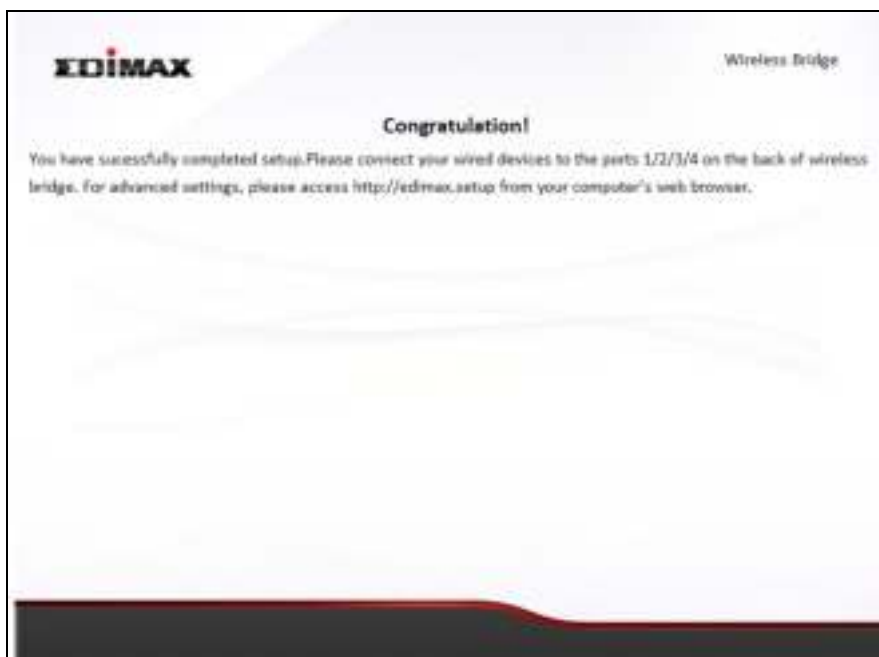 EDIMAX
Wireless Bridge
Congratulation!
You have sucessfully completed setup.Please connect your wired devices to the ports 1/2/3/4 on the back of wireless
bridge. For advanced settings, please access http://edimax.setup from your computer's web browser.